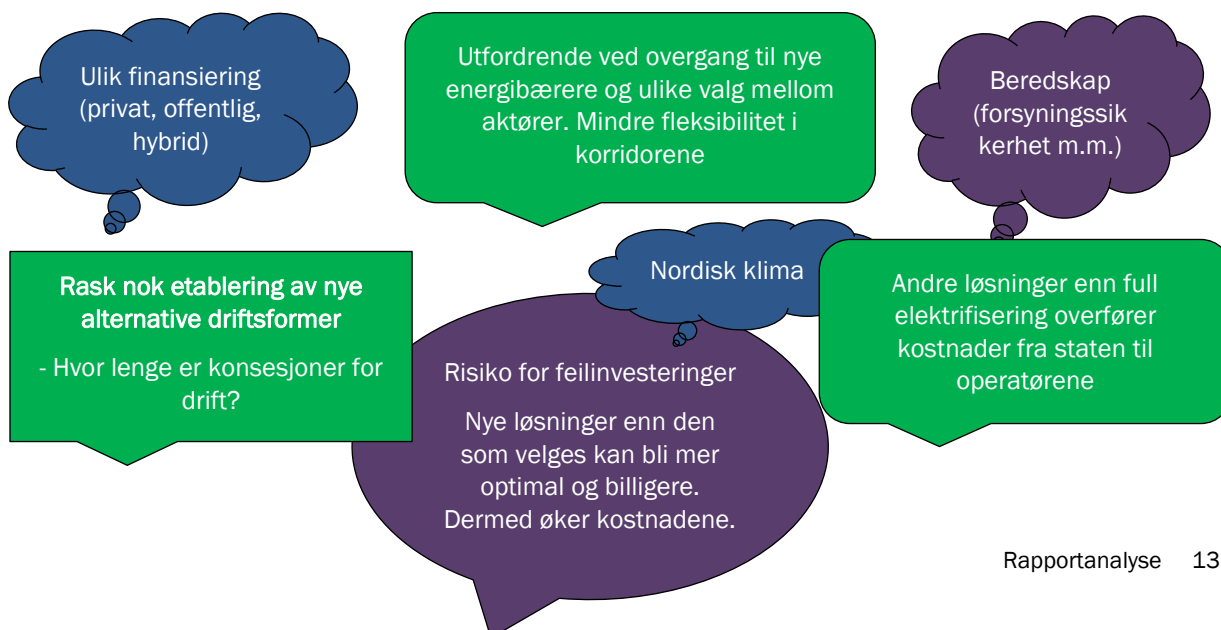 Ulik finansiering
(privat, offentlig,
hybrid)
Utfordrende ved overgang til nye
energibærere og ulike valg mellom
aktører. Mindre fleksibilitet i
korridorene
Beredskap
(forsyningssik
kerhet m.m.)
Rask nok etablering av nye
alternative driftsformer
- Hvor lenge er konsesjoner for
drift?
Nordisk klima
Andre løsninger enn full
elektrifisering overfører
kostnader fra staten til
operatørene
Risiko for feilinvesteringer
Nye løsninger enn den
som velges kan bli mer
optimal og billigere.
Dermed øker kostnadene.
Rapportanalyse 13